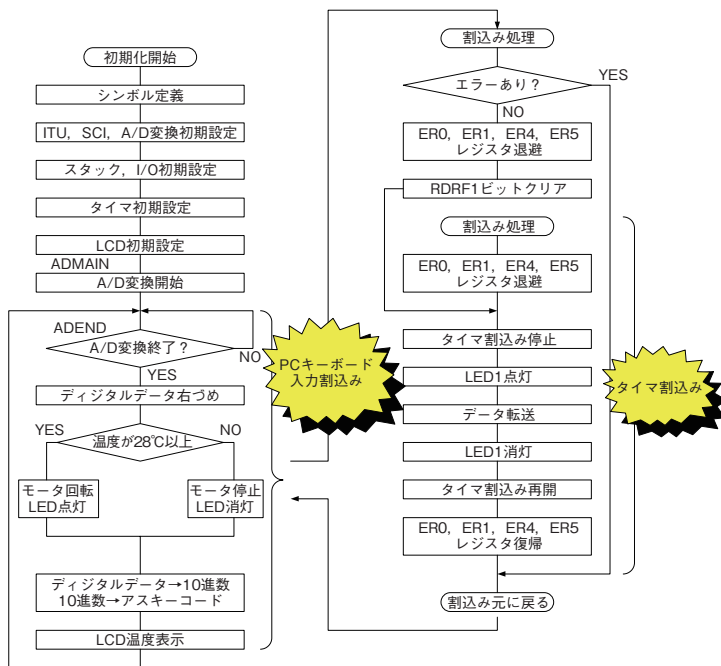 初期化開始
シンボル定義
ITU, SCI, A/D変換初期設定
スタック, I/O初期設定
タイマ初期設定
LCD初期設定
ADMAIN
A/D変換開始
ADEND
A/D変換終了?
NO
YES
ディジタルデータ右づめ
YES
NO
温度が28℃以上
モータ回転
LED点灯
モータ停止
LED消灯
ディジタルデータ→10進数
10進数→アスキーコード
LCD温度表示
PCキーボード
入力割込み
割込み処理
エラーあり?
YES
NO
ER0, ER1, ER4, ER5
レジスタ退避
RDRF1ビットクリア
割込み処理
ER0, ER1, ER4, ER5
レジスタ退避
タイマ割込み停止
LED1点灯
データ転送
LED1消灯
タイマ割込み再開
ER0, ER1, ER4, ER5
レジスタ復帰
割込み元に戻る
タイマ割込み